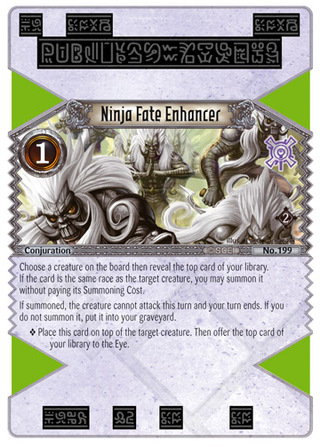 Ninja Fate Enhancer
1
2
Illus
Conjuration
SCE
No.199
Choose a creature on the board then reveal the top card of your library.
If the card is the same race as the target creature, you may summon it
without paying its Summoning Cost.
If summoned, the creature cannot attack this turn and your turn ends. If you
do not summon it, put it into your graveyard.
❖ Place this card on top of the target creature. Then offer the top card of
your library to the Eye.